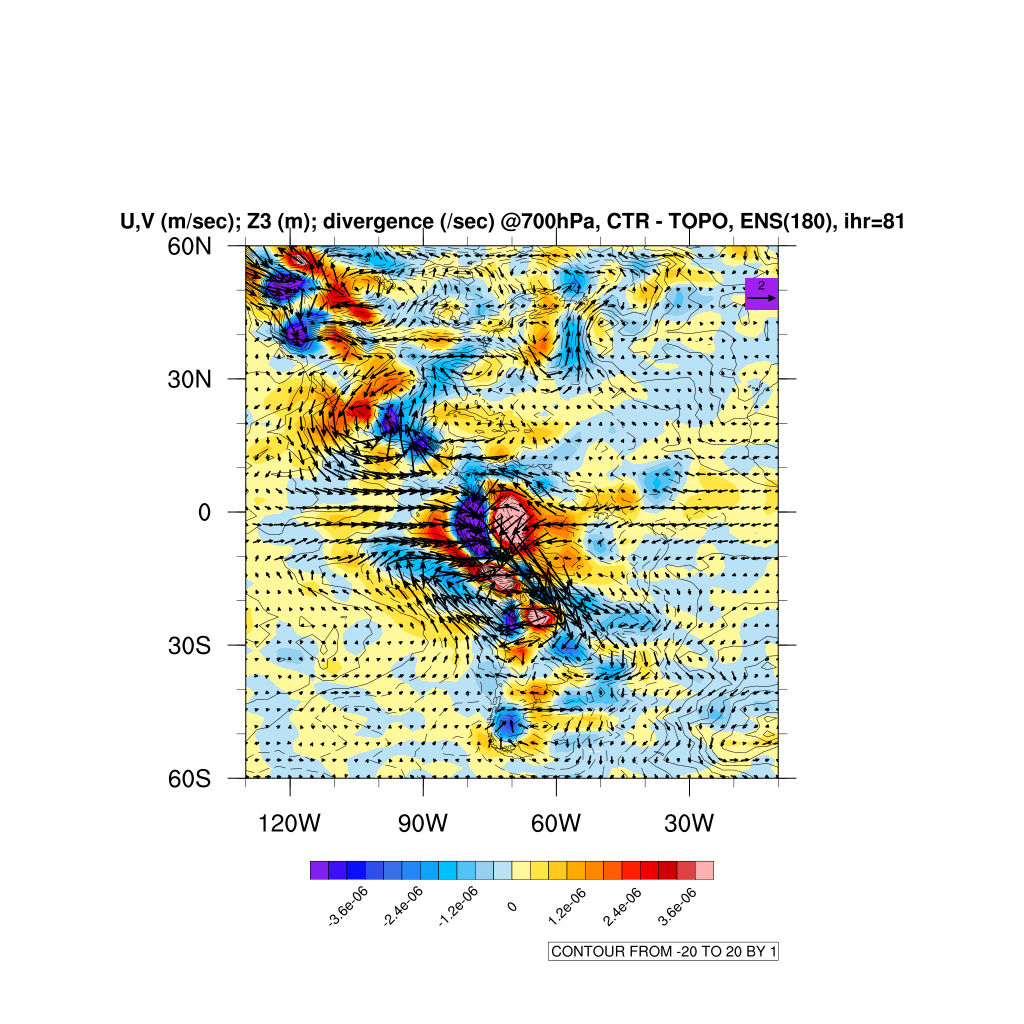 U,V (m/sec); Z3 (m); divergence (/sec) @700hPa, CTR - TOPO, ENS(180), ihr=81
60N
2
30N
0
30S
60S
120W 90W 60W 30W
-3.6e-06 -2.4e-06 -1.2e-06 0 1.2e-06 2.4e-06 3.6e-06
CONTOUR FROM -20 TO 20 BY 1